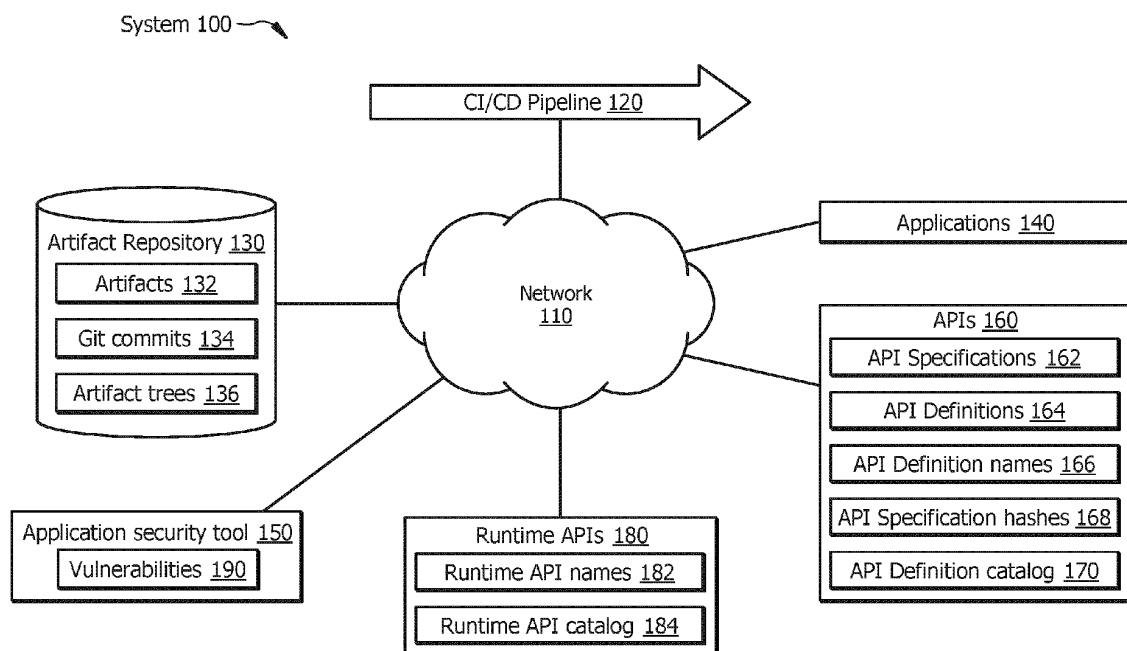 System 100
CI/CD Pipeline 120
Artifact Repository 130
Artifacts 132
Git commits 134
Artifact trees 136
Network
110
Applications 140
APIs 160
API Specifications 162
API Definitions 164
API Definition names 166
API Specification hashes 168
API Definition catalog 170
Application security tool 150
Vulnerabilities 190
Runtime APIs 180
Runtime API names 182
Runtime API catalog 184